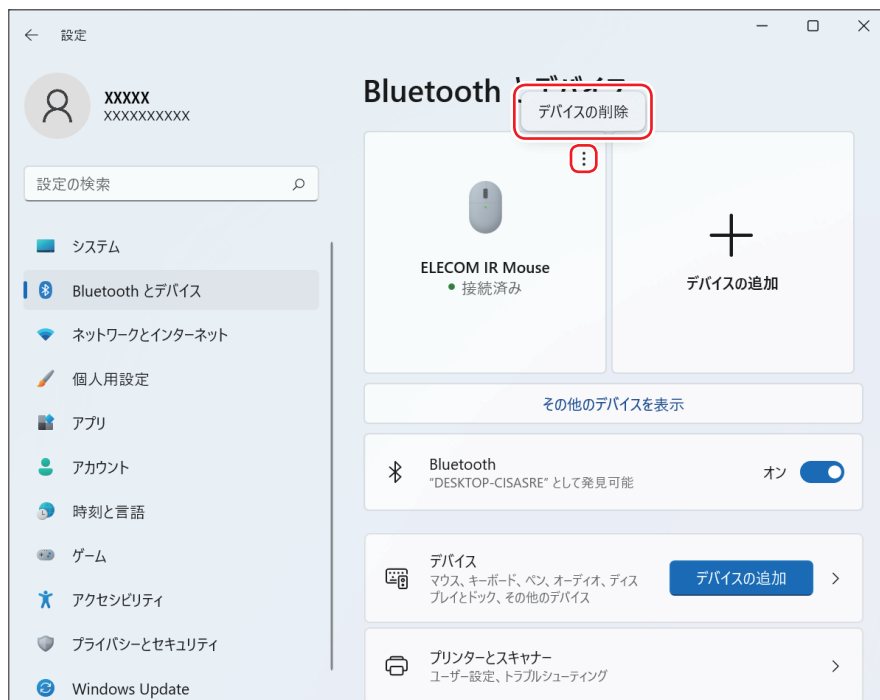 設定
XXXXX
XXXXXXXXXX
設定の検索
システム
Bluetooth とデバイス
ネットワークとインターネット
個人用設定
アプリ
アカウント
時刻と言語
ゲーム
アクセシビリティ
プライバシーとセキュリティ
Windows Update
Bluetooth とデバイス
デバイスの削除
ELECOM IR Mouse
接続済み
デバイスの追加
その他のデバイスを表示
Bluetooth
"DESKTOP-CISASRE" として発見可能
オン
デバイス
マウス、キーボード、ペン、オーディオ、ディス
プレイとドック、その他のデバイス
デバイスの追加
プリンターとスキャナー
ユーザー設定、トラブルシューティング